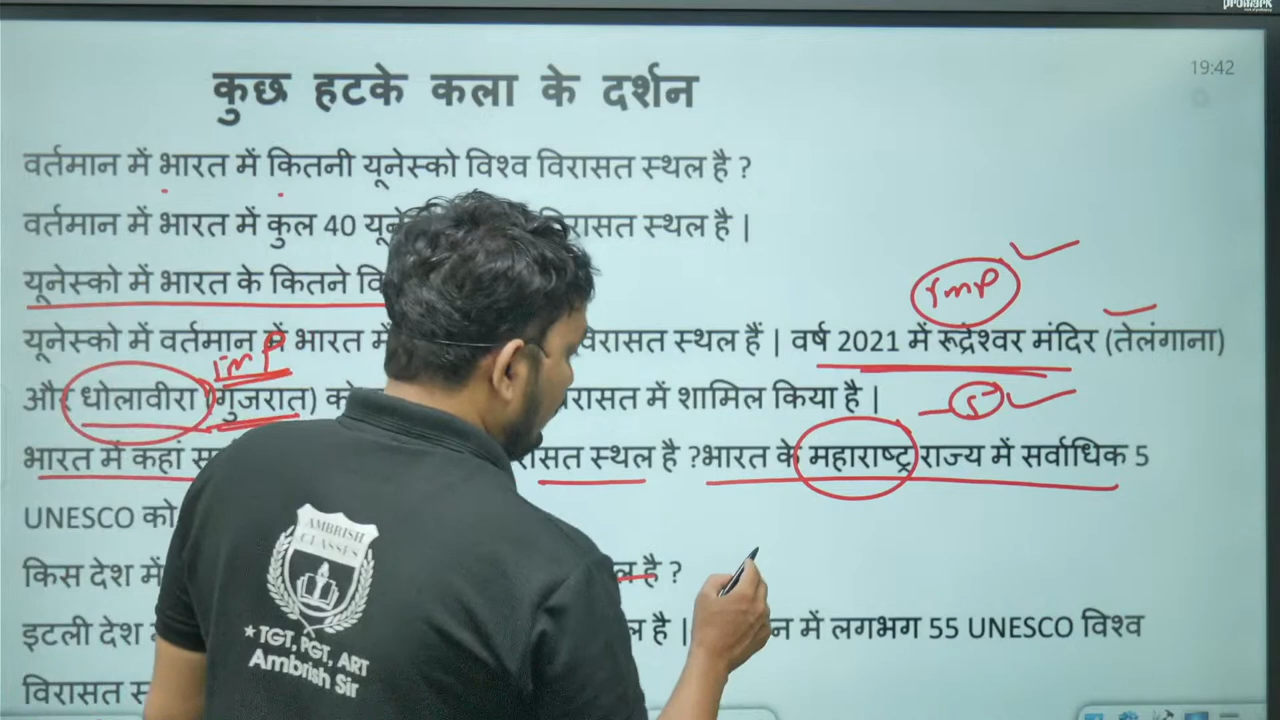 promark
19:42
कुछ हटके कला के दर्शन
वर्तमान में भारत में कितनी यूनेस्को विश्व विरासत स्थल है ?
वर्तमान में भारत में कुल 40 रासत स्थल है |
यूनेस्को में भारत के कितने
Imp
यूनेस्को में वर्तमान में भारत में विरासत स्थल हैं | वर्ष 2021 में रूद्रेश्वर मंदिर (तेलंगाना)
imp
और धोलावीरा (गुजरात) रासत में शामिल किया है |
5
भारत में कहां रासत स्थल है ?भारत के महाराष्ट्र राज्य में सर्वाधिक 5
UNESCO को
किस देश में है ?
इटली देश है | में लगभग 55 UNESCO विश्व
विरासत
AMBRISH
CLASSES
★ TGT, PGT, ART
Ambrish Sir